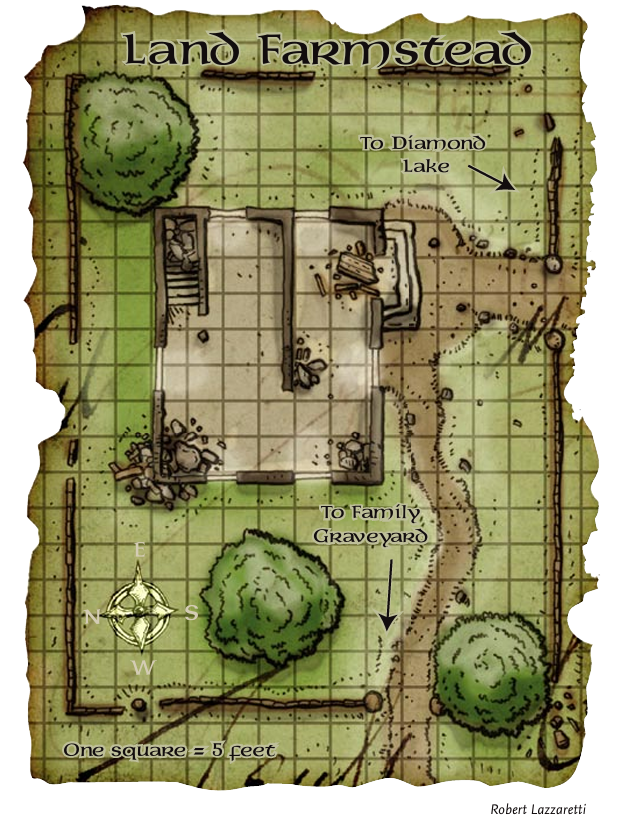 Land Farmstead
To Diamond
Lake
To Family
Graveyard
E
N
S
W
One square = 5 feet
Robert Lazzaretti